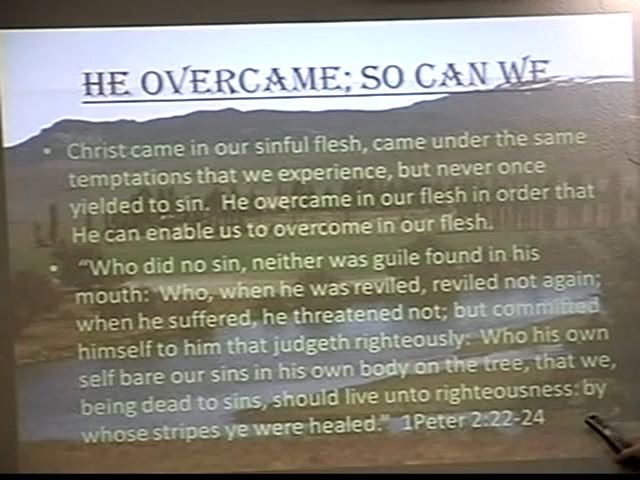 HE OVERCAME; SO CAN WE
• Christ came in our sinful flesh, came under the same
temptations that we experience, but never once
yielded to sin. He overcame in our flesh in order that
He can enable us to overcome in our flesh.
• "Who did no sin, neither was guile found in his
mouth: Who, when he was reviled, reviled not again;
when he suffered, he threatened not; but committed
himself to him that judgeth righteously: Who his own
self bare our sins in his own body on the tree, that we,
being dead to sins, should live unto righteousness: by
whose stripes ye were healed." 1Peter 2:22-24